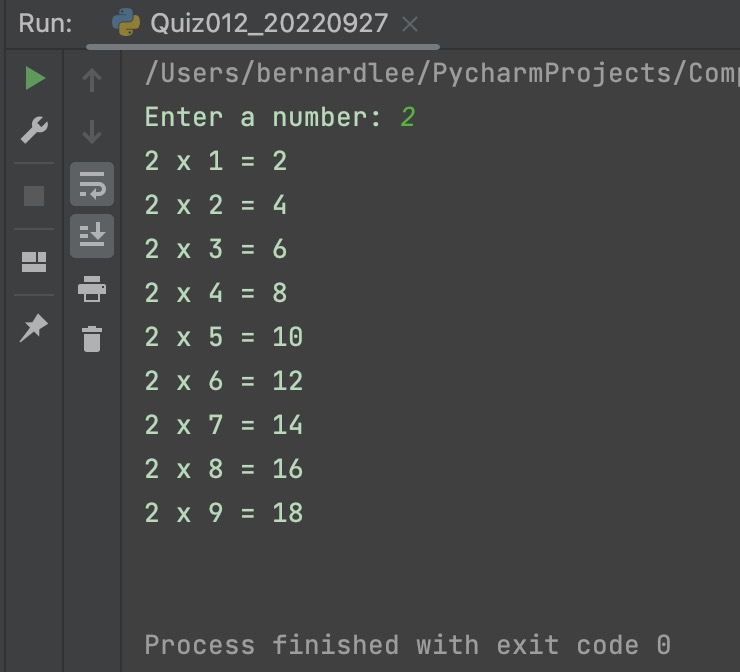 Run: Quiz012_20220927
/Users/bernardlee/PycharmProjects/Com
Enter a number: 2
2 x 1 = 2
2 x 2 = 4
2 x 3 = 6
2 x 4 = 8
2 x 5 = 10
2 x 6 = 12
2 x 7 = 14
2 x 8 = 16
2 x 9 = 18
Process finished with exit code 0